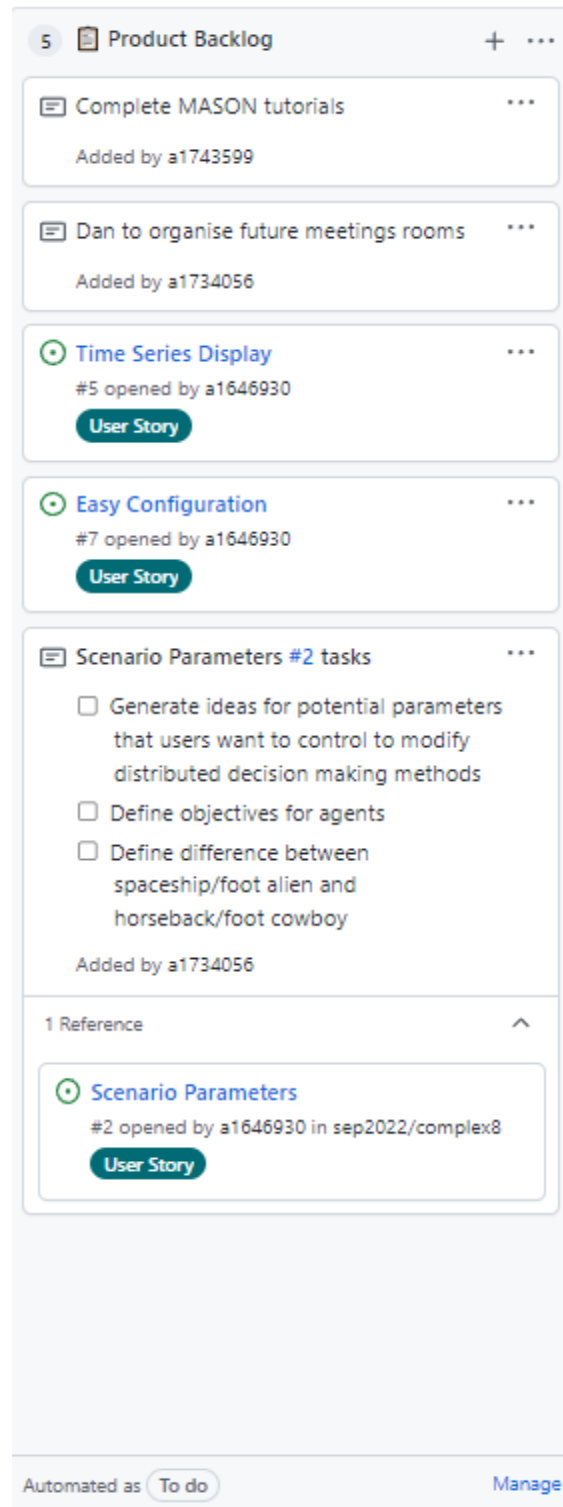 5 Product Backlog
Complete MASON tutorials
Added by a1743599
Dan to organise future meetings rooms
Added by a1734056
Time Series Display
#5 opened by a1646930
User Story
Easy Configuration
#7 opened by a1646930
User Story
Scenario Parameters #2 tasks
Generate ideas for potential parameters
that users want to control to modify
distributed decision making methods
Define objectives for agents
Define difference between
spaceship/foot alien and
horseback/foot cowboy
Added by a1734056
1 Reference
Scenario Parameters
#2 opened by a1646930 in sep2022/complex8
User Story
Automated as To do Manage